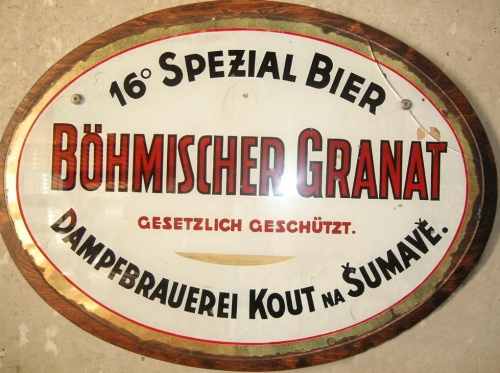 16° SPEZIAL BIER
BÖHMISCHER GRANAT
GESETZLICH GESCHÜTZT.
DAMPFBRAUEREI KOUT NA ŠUMAVĚ.